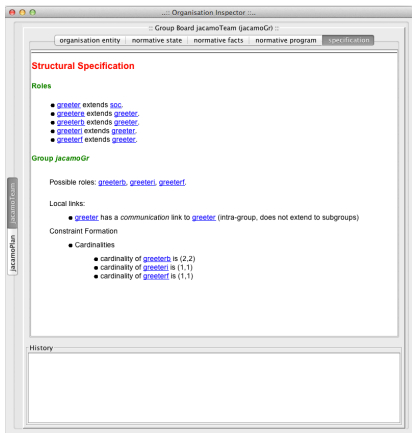 ..:: Organisation Inspector ::..
:: Group Board jacamoTeam (jacamoGr) ::
organisation entity normative state normative facts normative program specification
Structural Specification
Roles
● greeter extends soc.
● greetere extends greeter.
● greeterb extends greeter.
● greeteri extends greeter.
● greeterf extends greeter.
Group jacamoGr
Possible roles: greeterb, greeteri, greeterf.
Local links:
● greeter has a communication link to greeter (intra-group, does not extend to subgroups)
Constraint Formation
● Cardinalities
● cardinality of greeterb is (2,2)
● cardinality of greeteri is (1,1)
● cardinality of greeterf is (1,1)
jacamoTeam
jacamoPlan
History